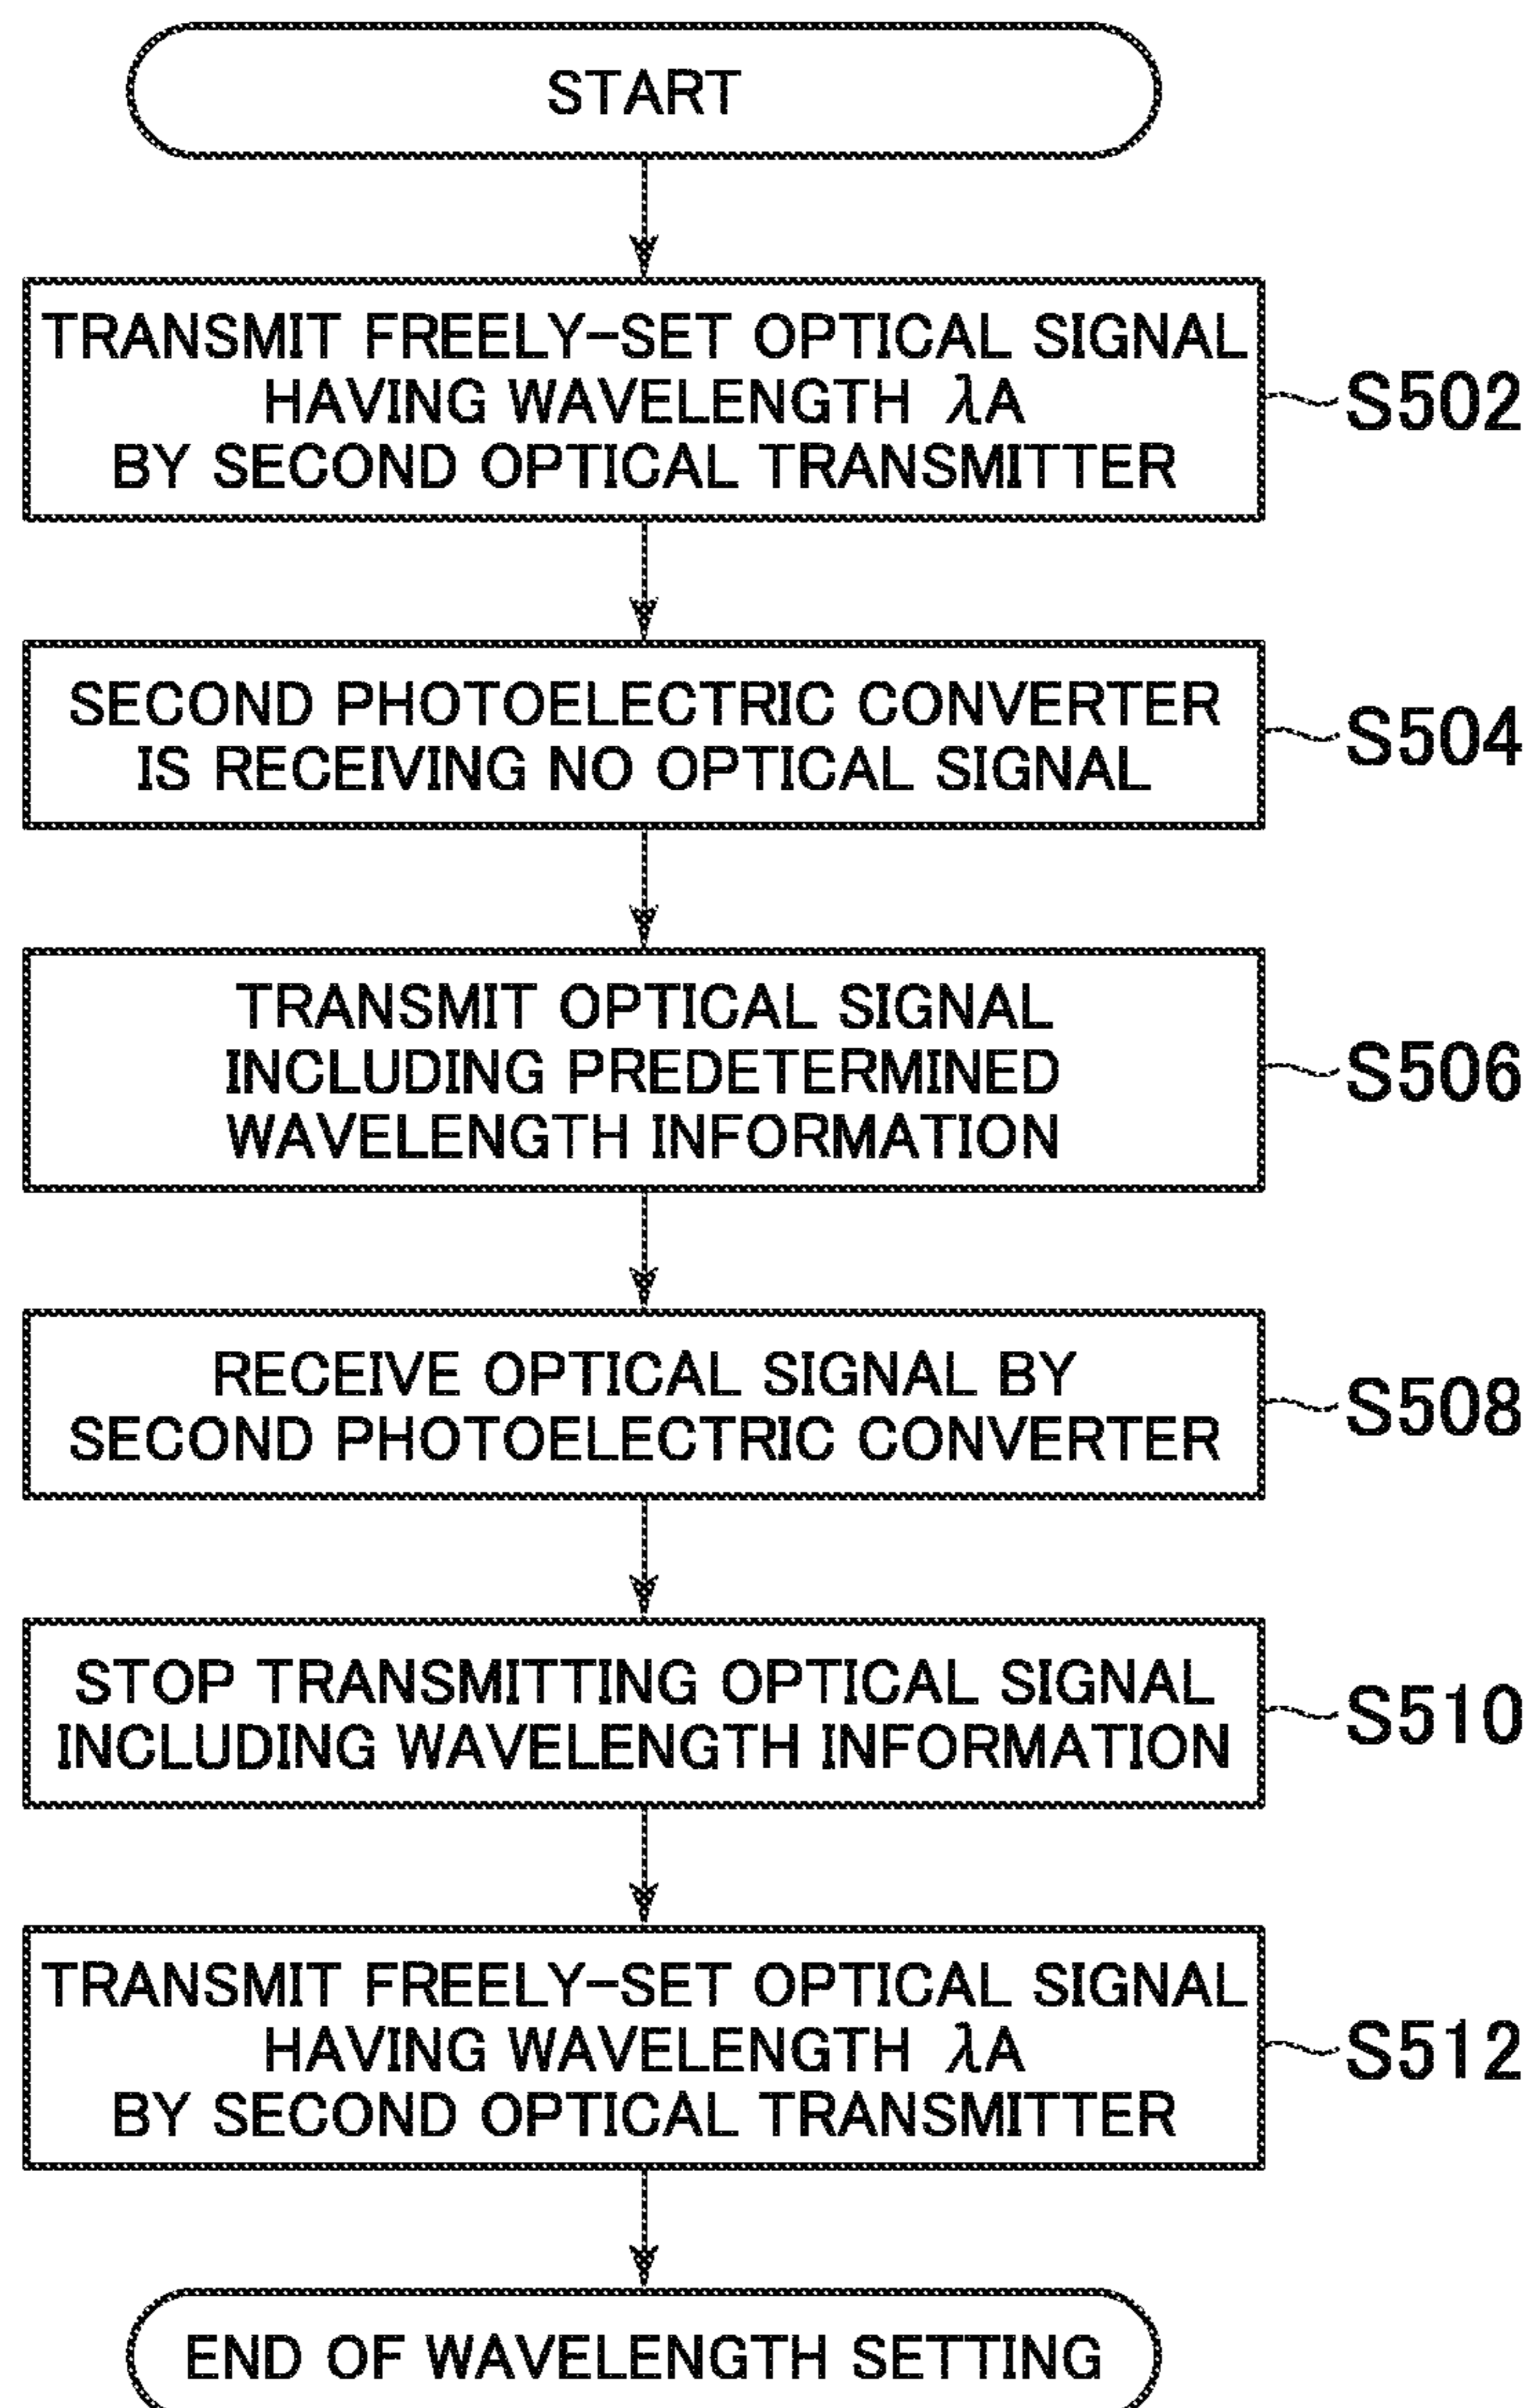 START
TRANSMIT FREELY-SET OPTICAL SIGNAL
HAVING WAVELENGTH λA
BY SECOND OPTICAL TRANSMITTER
S502
SECOND PHOTOELECTRIC CONVERTER
IS RECEIVING NO OPTICAL SIGNAL
S504
TRANSMIT OPTICAL SIGNAL
INCLUDING PREDETERMINED
WAVELENGTH INFORMATION
S506
RECEIVE OPTICAL SIGNAL BY
SECOND PHOTOELECTRIC CONVERTER
S508
STOP TRANSMITTING OPTICAL SIGNAL
INCLUDING WAVELENGTH INFORMATION
S510
TRANSMIT FREELY-SET OPTICAL SIGNAL
HAVING WAVELENGTH λA
BY SECOND OPTICAL TRANSMITTER
S512
END OF WAVELENGTH SETTING